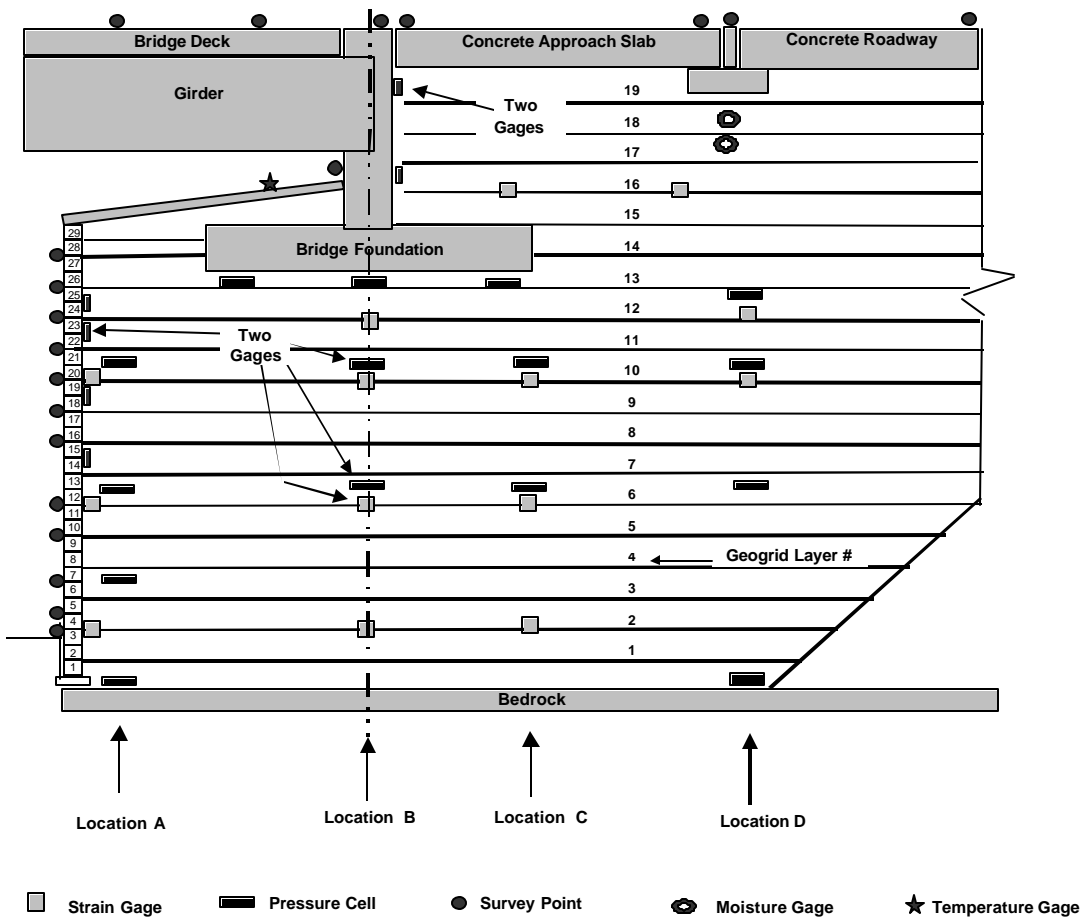 Bridge Deck
Concrete Approach Slab
Concrete Roadway
Girder
Two
Gages
19
18
17
16
15
14
13
12
11
10
9
8
7
6
5
4
3
2
1
Bridge Foundation
Two
Gages
29
28
27
26
25
24
23
22
21
20
19
18
17
16
15
14
13
12
11
10
9
8
7
6
5
4
3
2
1
Geogrid Layer #
Bedrock
Location A
Location B
Location C
Location D
Strain Gage
Pressure Cell
Survey Point
Moisture Gage
Temperature Gage